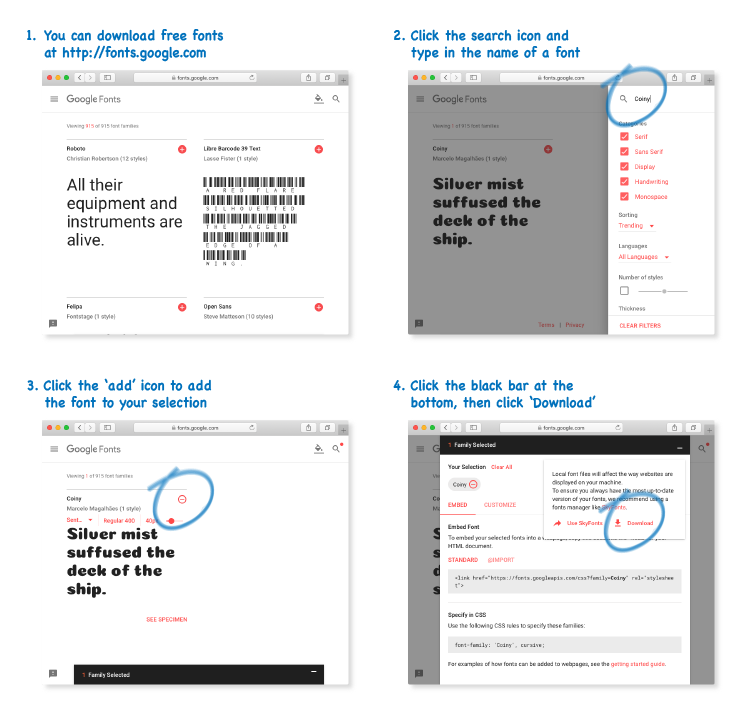 1. You can download free fonts
at http://fonts.google.com
fonts.google.com
Google Fonts
Viewing 915 of 915 font families
Roboto
Christian Robertson (12 styles)
All their
equipment and
instruments are
alive.
Libre Barcode 39 Text
Lasse Fister (1 style)
A RED FLARE
SILHOUETTED
THE JAGGED
EDGE OF A
WING.
Felipa
Fontstage (1 style)
Open Sans
Steve Matteson (10 styles)
2. Click the search icon and
type in the name of a font
fonts.google.com
Google Fonts
Viewing 1 of 915 font families
Coiny
Marcelo Magalhães (1 style)
Silver mist
suffused the
deck of the
ship.
Terms | Privacy
Coiny
Categories
Serif
Sans Serif
Display
Handwriting
Monospace
Sorting
Trending
Languages
All Languages
Number of styles
Thickness
CLEAR FILTERS
3. Click the ‘add’ icon to add
the font to your selection
fonts.google.com
Google Fonts
Viewing 1 of 915 font families
Coiny
Marcelo Magalhães (1 style)
Sent... Regular 400 40px
Silver mist
suffused the
deck of the
ship.
SEE SPECIMEN
1 Family Selected
4. Click the black bar at the
bottom, then click ‘Download’
fonts.google.com
1 Family Selected
Your Selection Clear All
Coiny
EMBED CUSTOMIZE
Local font files will affect the way websites are
displayed on your machine.
To ensure you always have the most up-to-date
version of your fonts, we recommend using a
fonts manager like SkyFonts.
Use SkyFonts Download
Embed Font
To embed your selected fonts into a
HTML document.
STANDARD @IMPORT
<link href="https://fonts.googleapis.com/css?family=Coiny" rel="styleshee
t">
Specify in CSS
Use the following CSS rules to specify these families:
font-family: 'Coiny', cursive;
For examples of how fonts can be added to webpages, see the getting started guide.